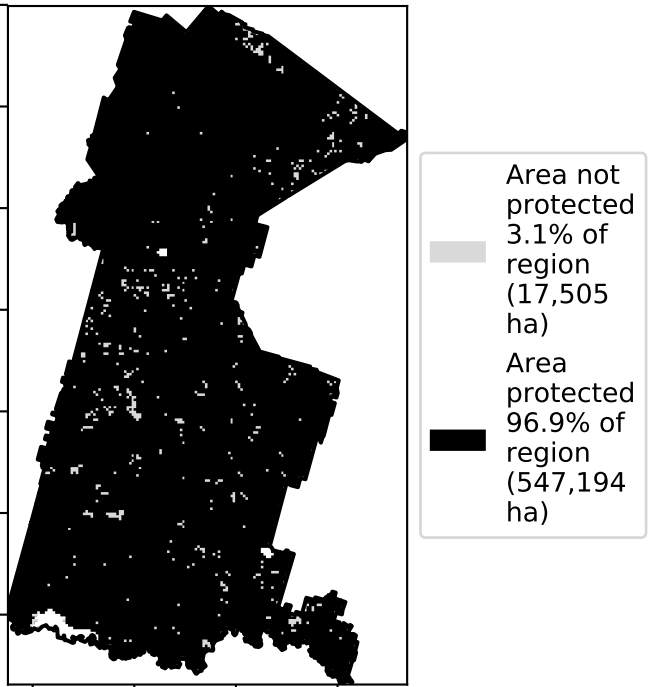 Area not
protected
3.1% of
region
(17,505
ha)
Area
protected
96.9% of
region
(547,194
ha)